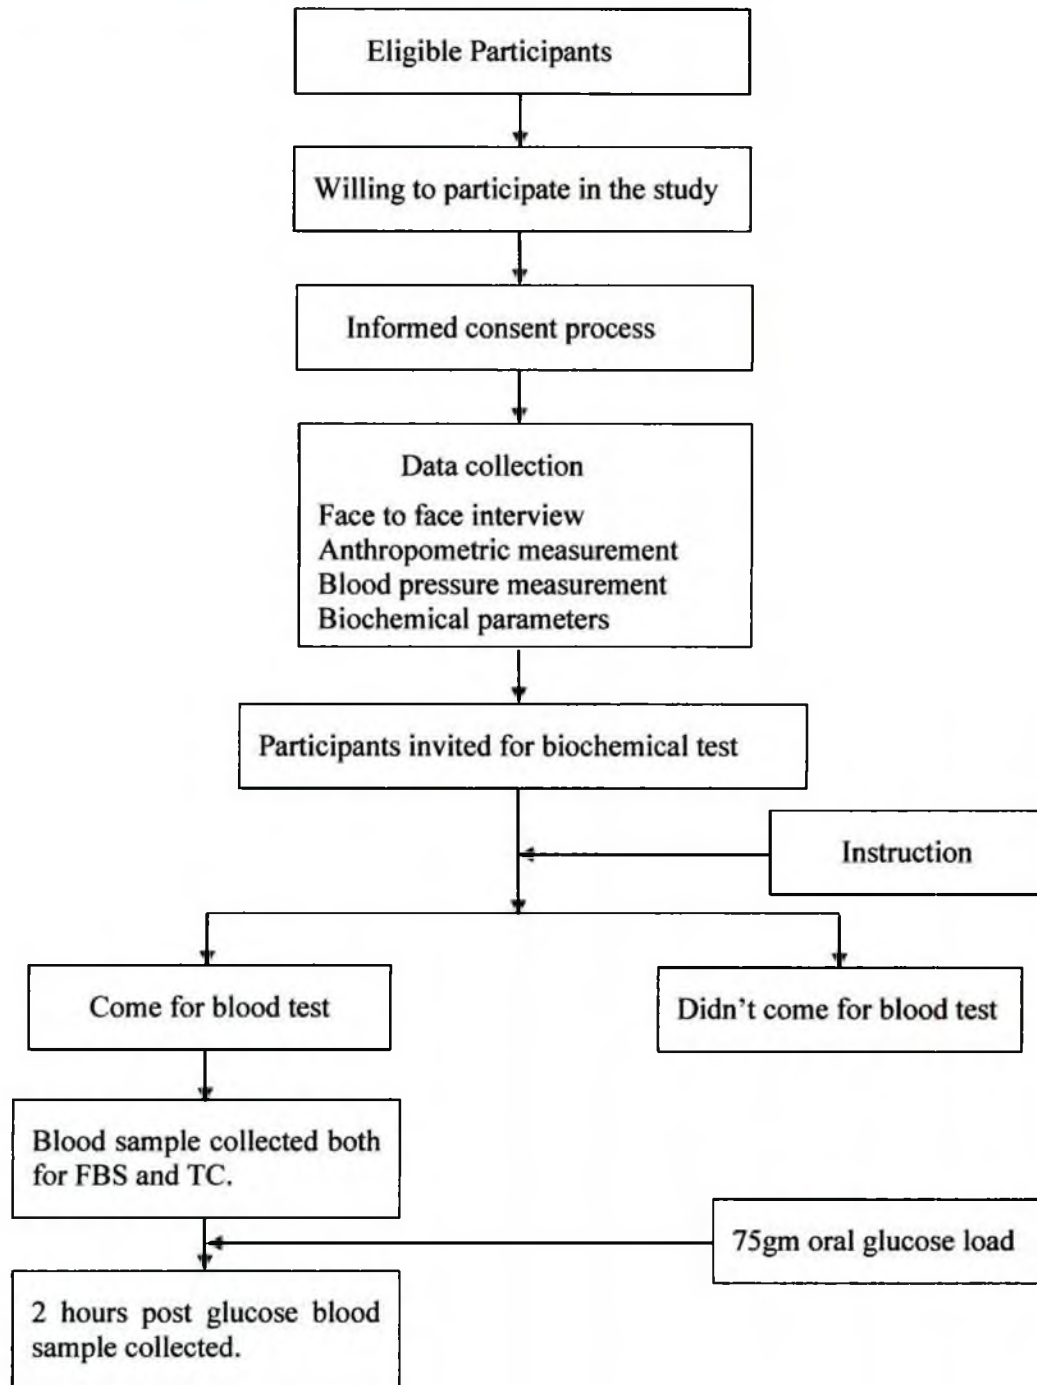 Eligible Participants
Willing to participate in the study
Informed consent process
Data collection
Face to face interview
Anthropometric measurement
Blood pressure measurement
Biochemical parameters
Participants invited for biochemical test
Instruction
Come for blood test
Didn't come for blood test
Blood sample collected both
for FBS and TC.
75gm oral glucose load
2 hours post glucose blood
sample collected.